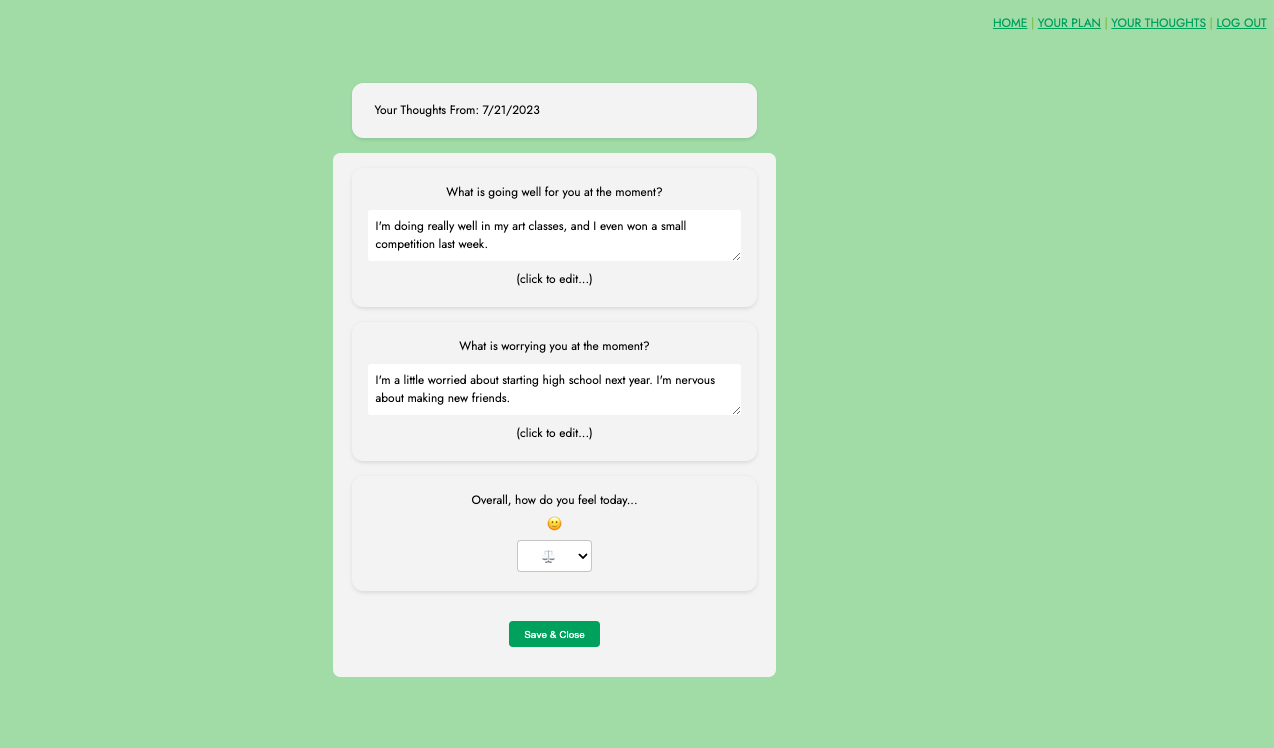 HOME | YOUR PLAN | YOUR THOUGHTS | LOG OUT
Your Thoughts From: 7/21/2023
What is going well for you at the moment?
I'm doing really well in my art classes, and I even won a small
competition last week.
(click to edit...)
What is worrying you at the moment?
I'm a little worried about starting high school next year. I'm nervous
about making new friends.
(click to edit...)
Overall, how do you feel today...
Save & Close